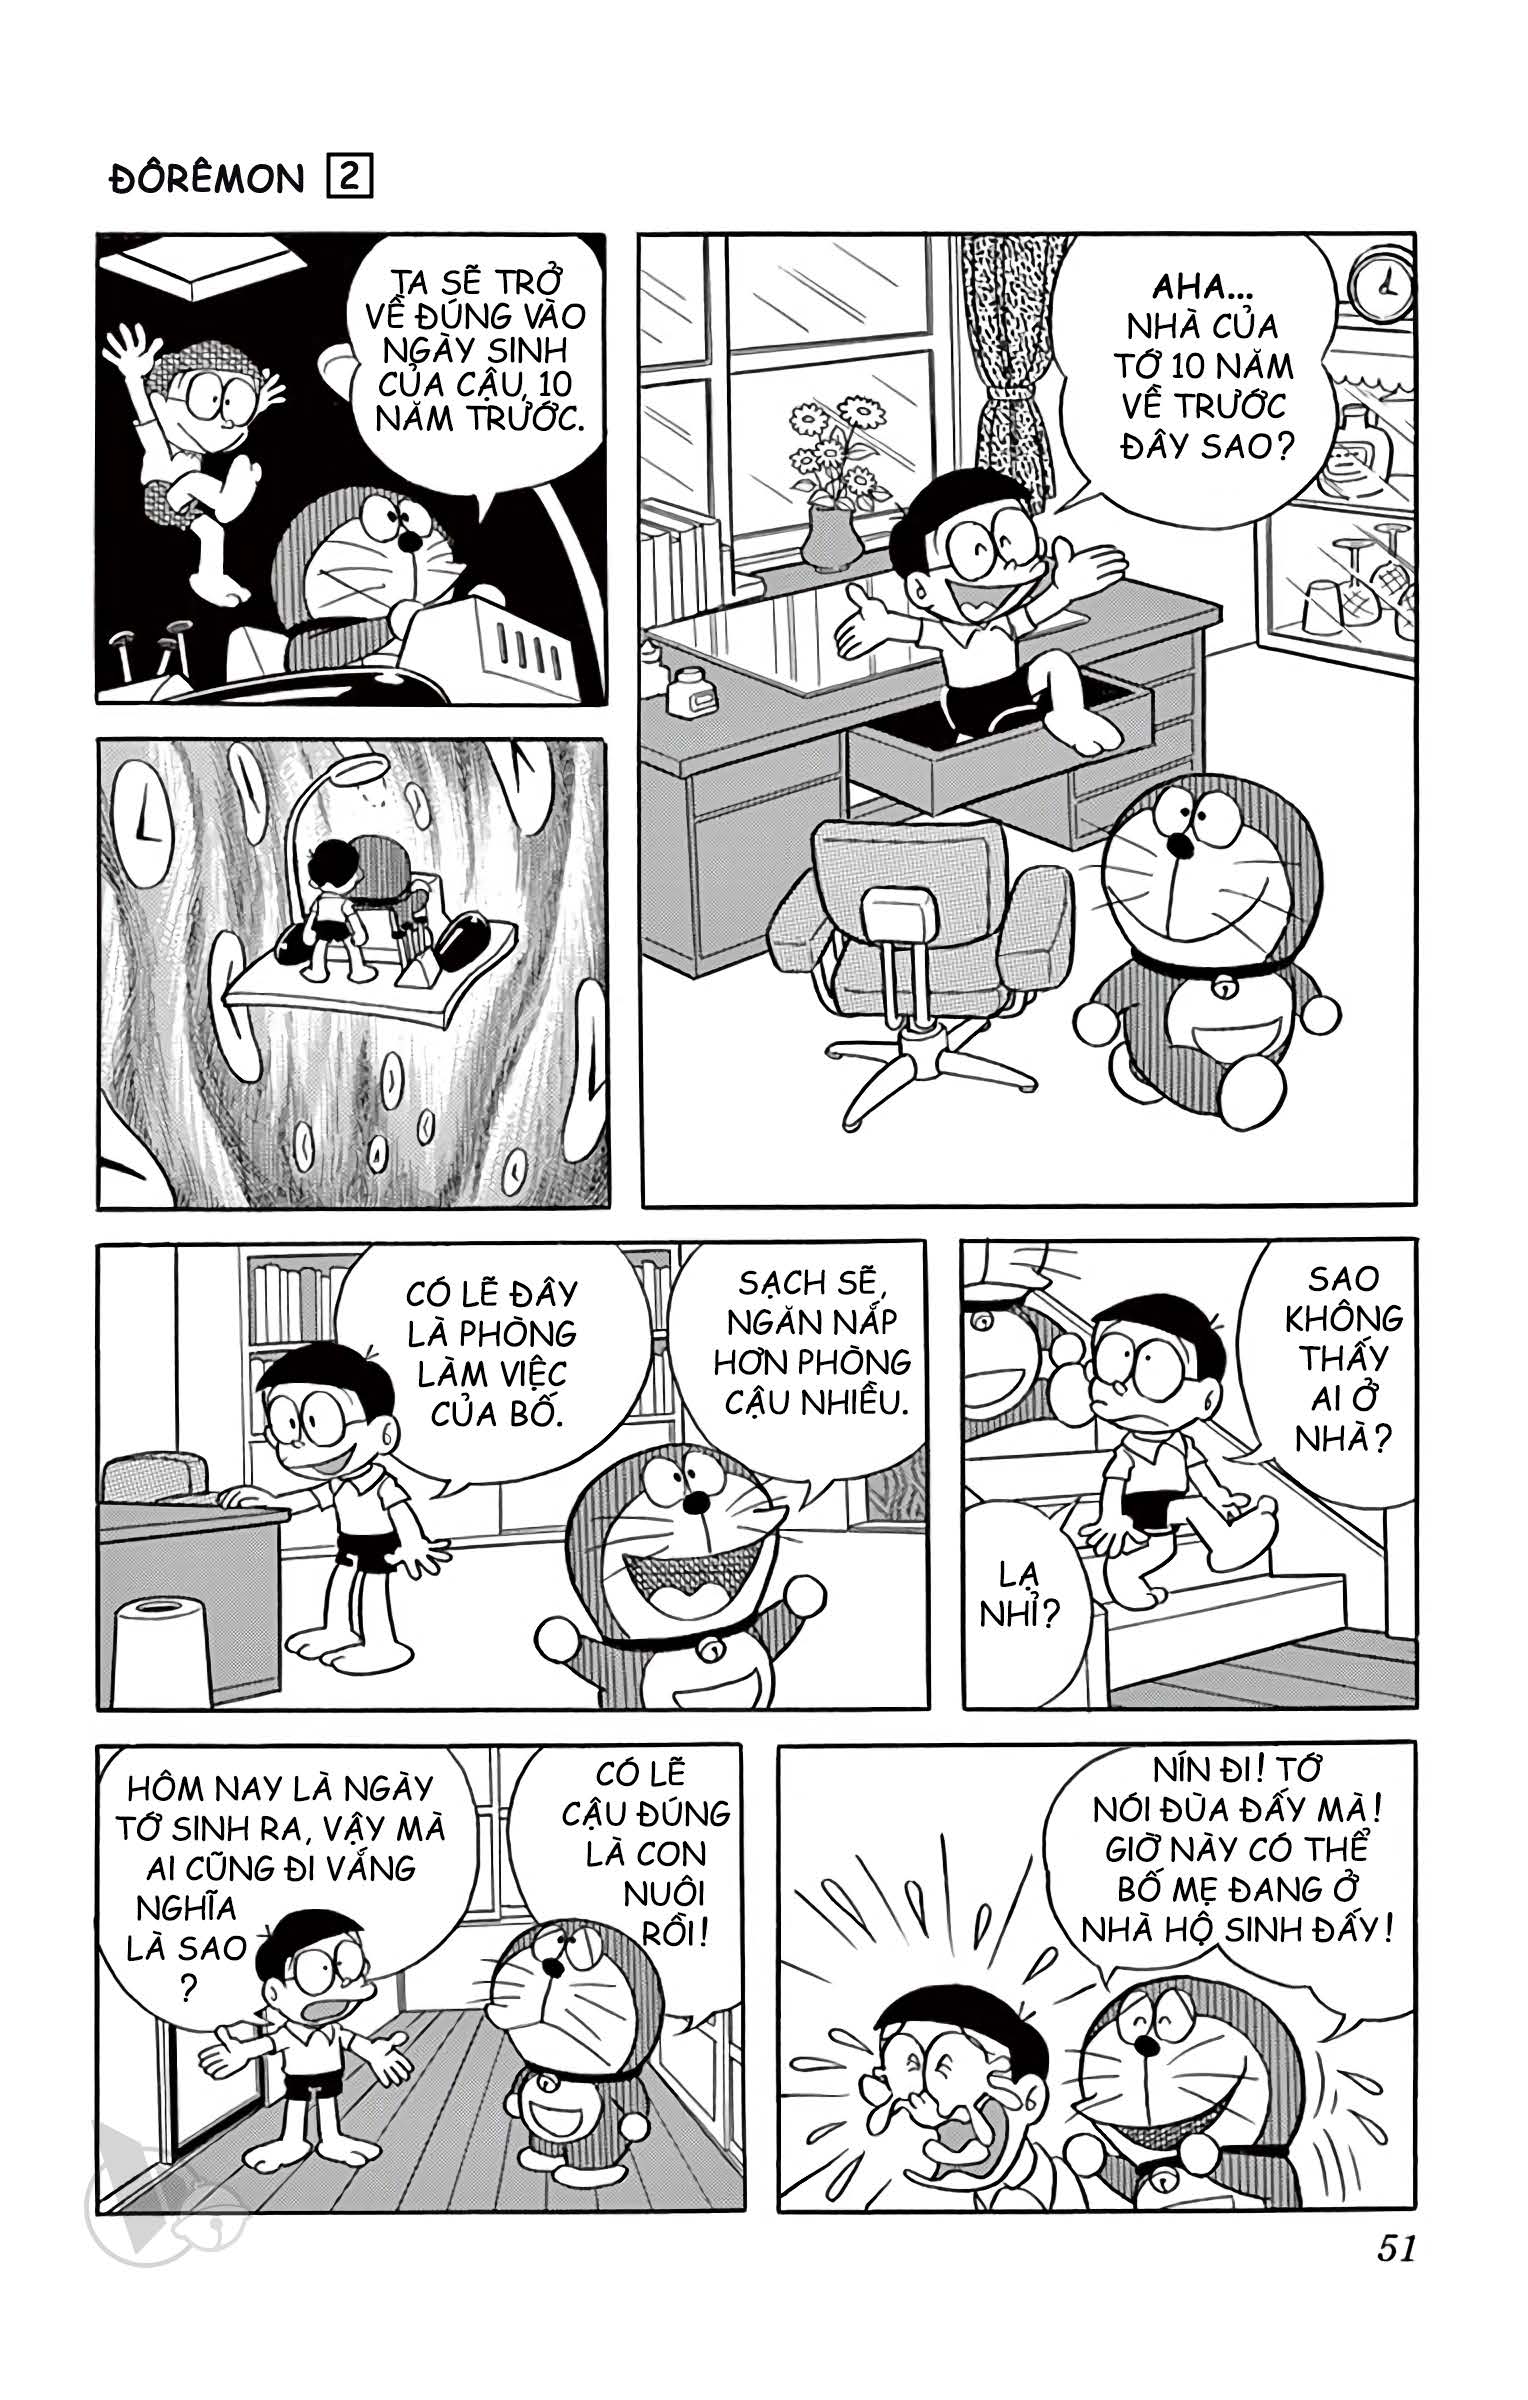 ĐÔRÊMON 2
TA SẼ TRỞ
VỀ ĐÚNG VÀO
NGÀY SINH
CỦA CẬU, 10
NĂM TRƯỚC.
AHA...
NHÀ CỦA
TỚ 10 NĂM
VỀ TRƯỚC
ĐÂY SAO?
CÓ LẼ ĐÂY
LÀ PHÒNG
LÀM VIỆC
CỦA BỐ.
SẠCH SẼ,
NGĂN NẮP
HƠN PHÒNG
CẬU NHIỀU.
SAO
KHÔNG
THẤY
AI Ở
NHÀ?
LẠ
NHỈ?
HÔM NAY LÀ NGÀY
TỚ SINH RA, VẬY MÀ
AI CŨNG ĐI VẮNG
NGHĨA
LÀ SAO
?
CÓ LẼ
CẬU ĐÚNG
LÀ CON
NUÔI
RỒI!
NÍN ĐI! TỚ
NÓI ĐÙA ĐẤY MÀ!
GIỜ NÀY CÓ THỂ
BỐ MẸ ĐANG Ở
NHÀ HỘ SINH ĐẤY!
51